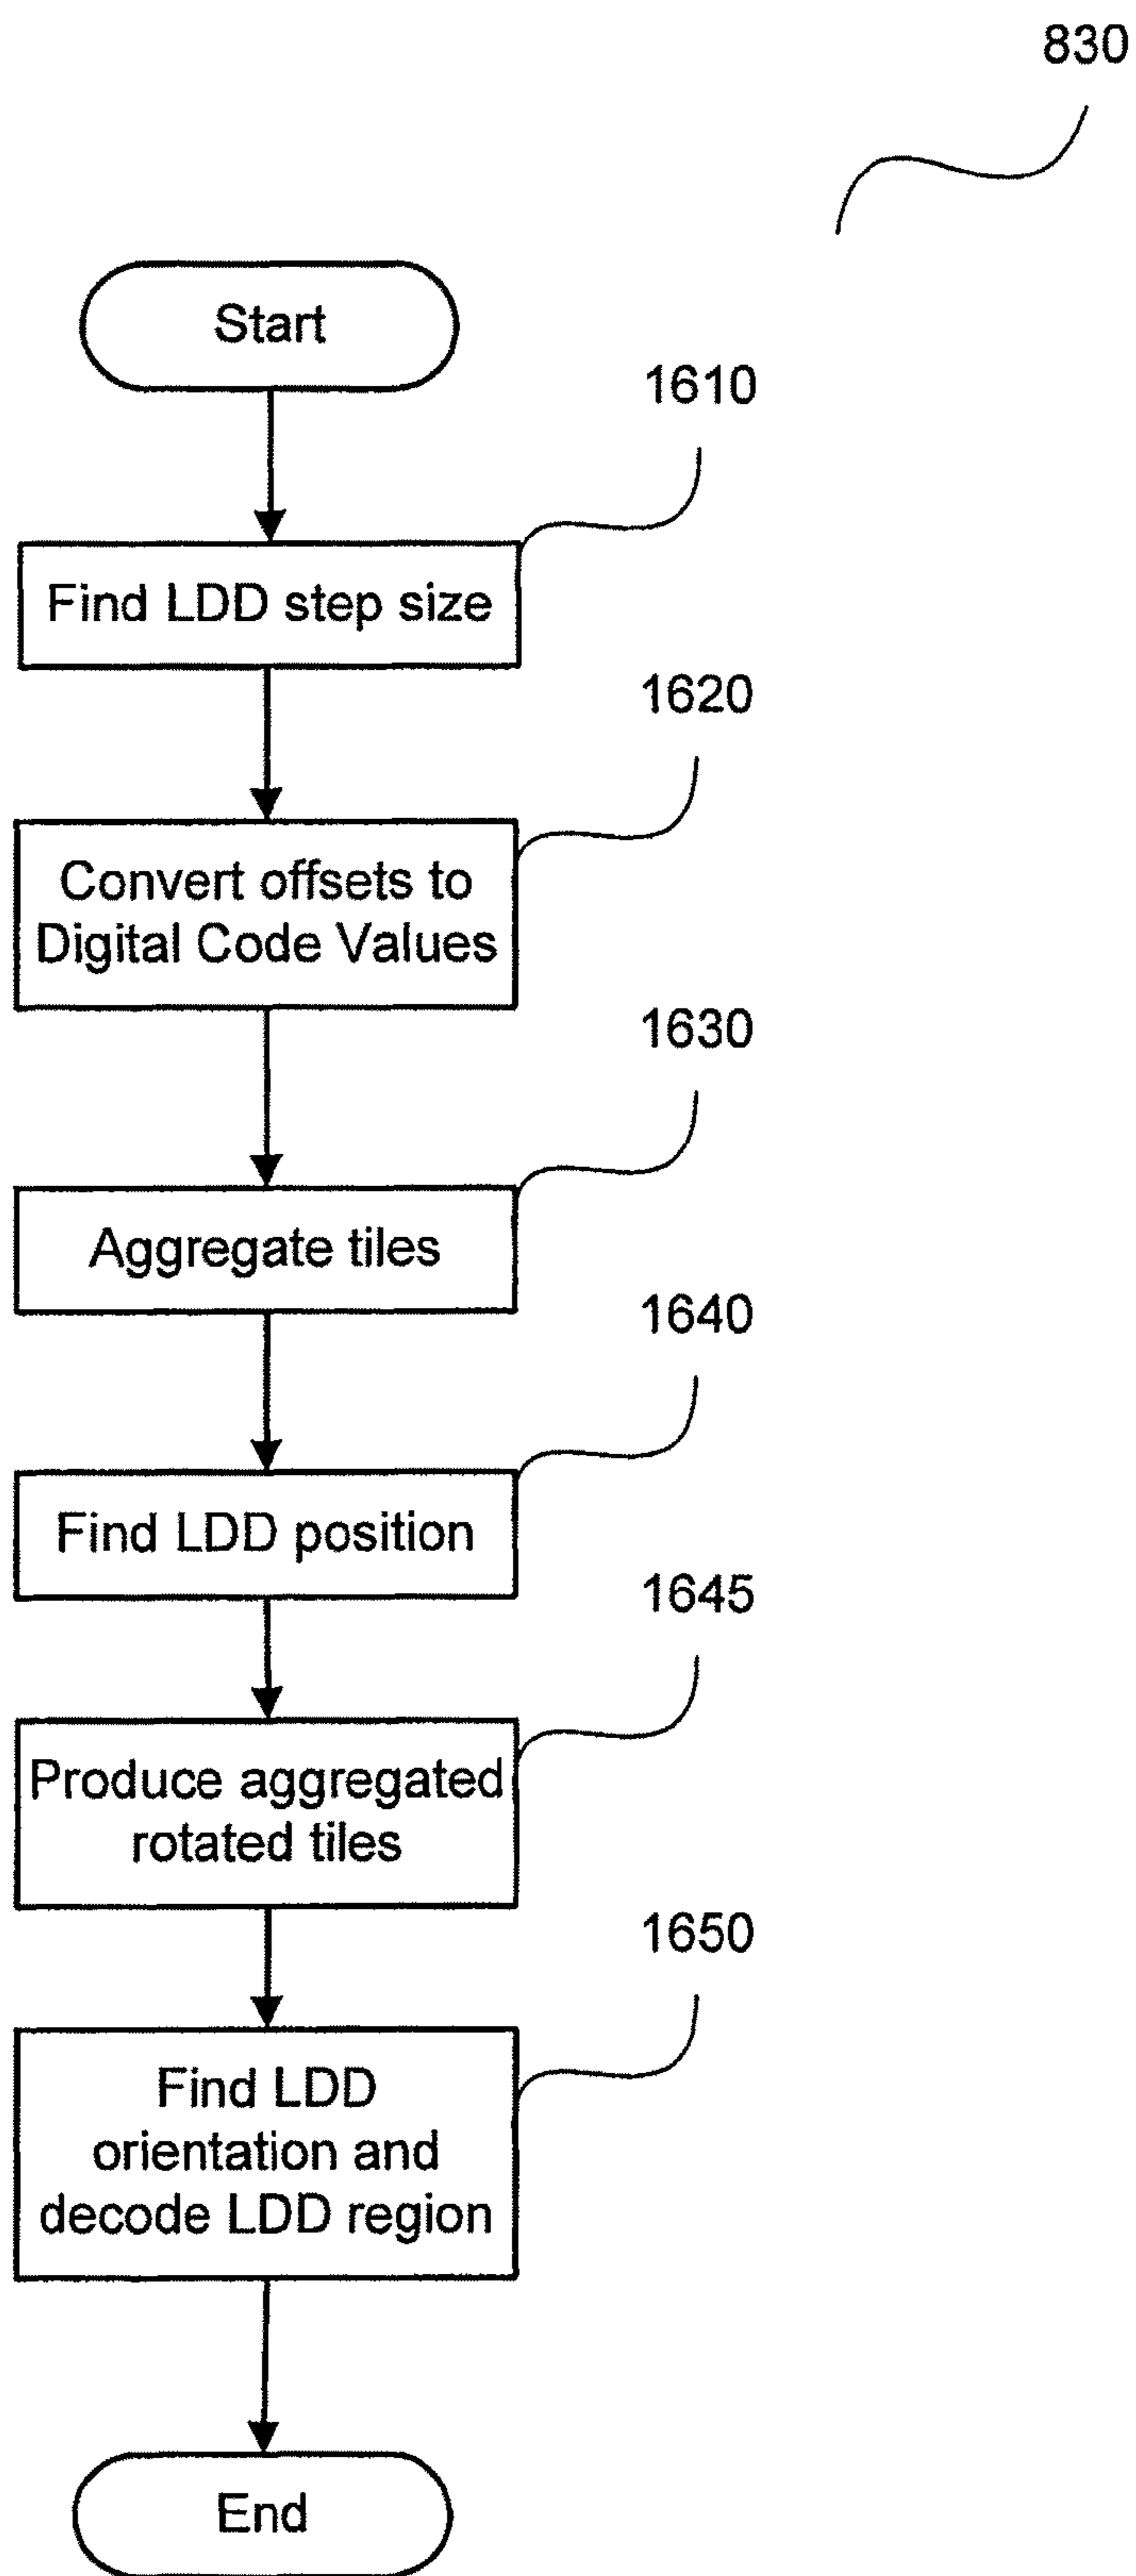 830
Start
1610
Find LDD step size
1620
Convert offsets to
Digital Code Values
1630
Aggregate tiles
1640
Find LDD position
1645
Produce aggregated
rotated tiles
1650
Find LDD
orientation and
decode LDD region
End